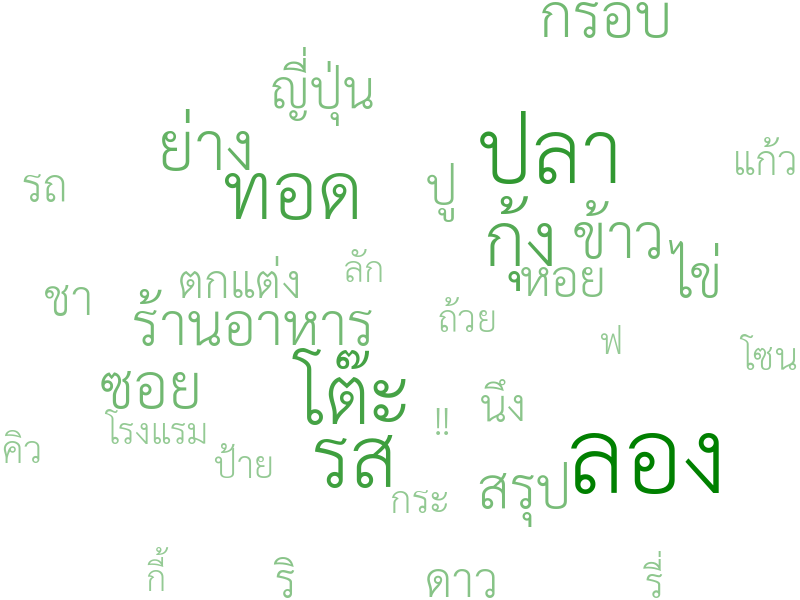 กรอบ
ญี่ปุ่น
ย่าง
ปลา
แก้ว
รถ
ทอด
ปู
กุ้ง
ข้าว
ไข่
ลัก
ตกแต่ง
หอย
ชา
ร้านอาหาร
ถ้วย
ฟ
โซน
ซอย
โต๊ะ
นึ่ง
!!
โรงแรม
คิว
ป้าย
รส
ลอง
กระ
สรุป
กี้
ริ
ดาว
รี่